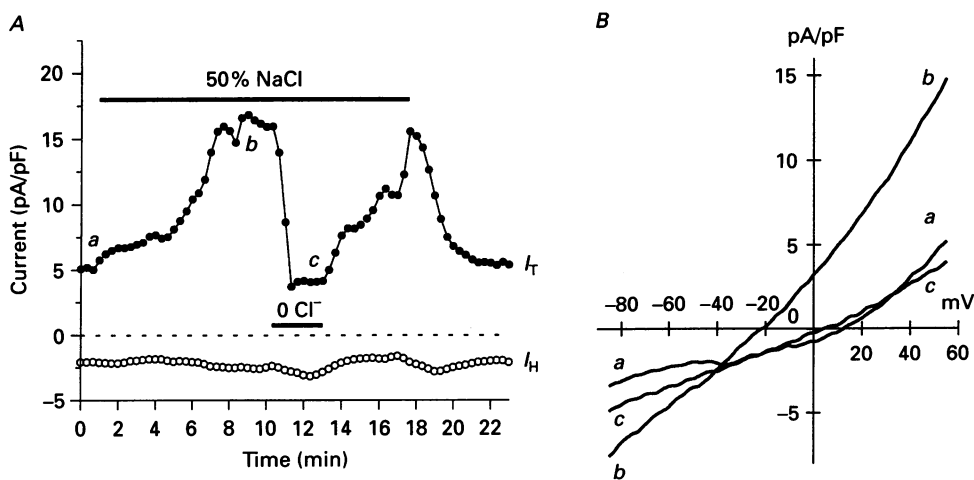 A
50% NaCl
Current (pA/pF)
20
15
10
5
0
−5
a
b
c
0 Cl⁻
I_T
I_H
0 2 4 6 8 10 12 14 16 18 20 22
Time (min)
B
pA/pF
15
10
5
−5
b
a
c
mV
−80 −60 −40 −20 0
20 40 60
a
c
b